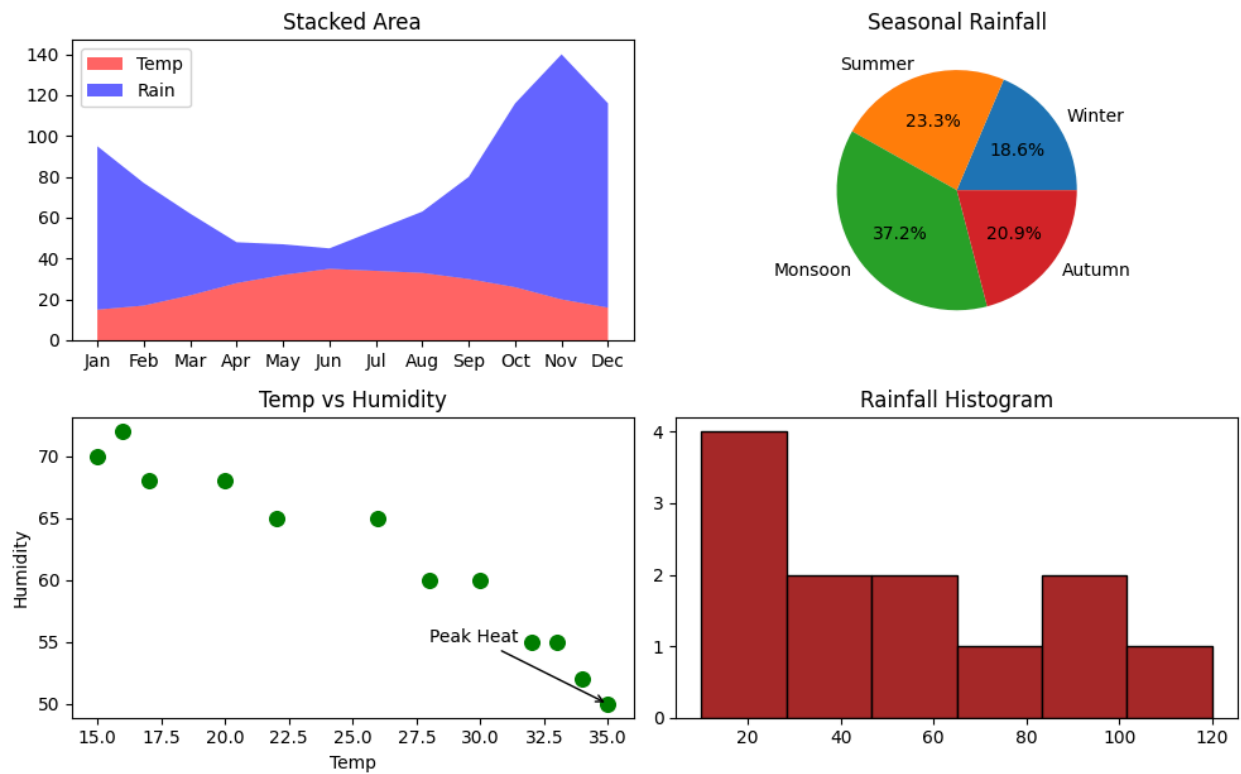 Stacked Area
140
120
100
80
60
40
20
0
Temp
Rain
Jan Feb Mar Apr May Jun Jul Aug Sep Oct Nov Dec
Seasonal Rainfall
Summer
Winter
23.3%
18.6%
37.2%
20.9%
Monsoon
Autumn
Temp vs Humidity
Humidity
70
65
60
55
50
Peak Heat
15.0 17.5 20.0 22.5 25.0 27.5 30.0 32.5 35.0
Temp
Rainfall Histogram
4
3
2
1
0
20 40 60 80 100 120